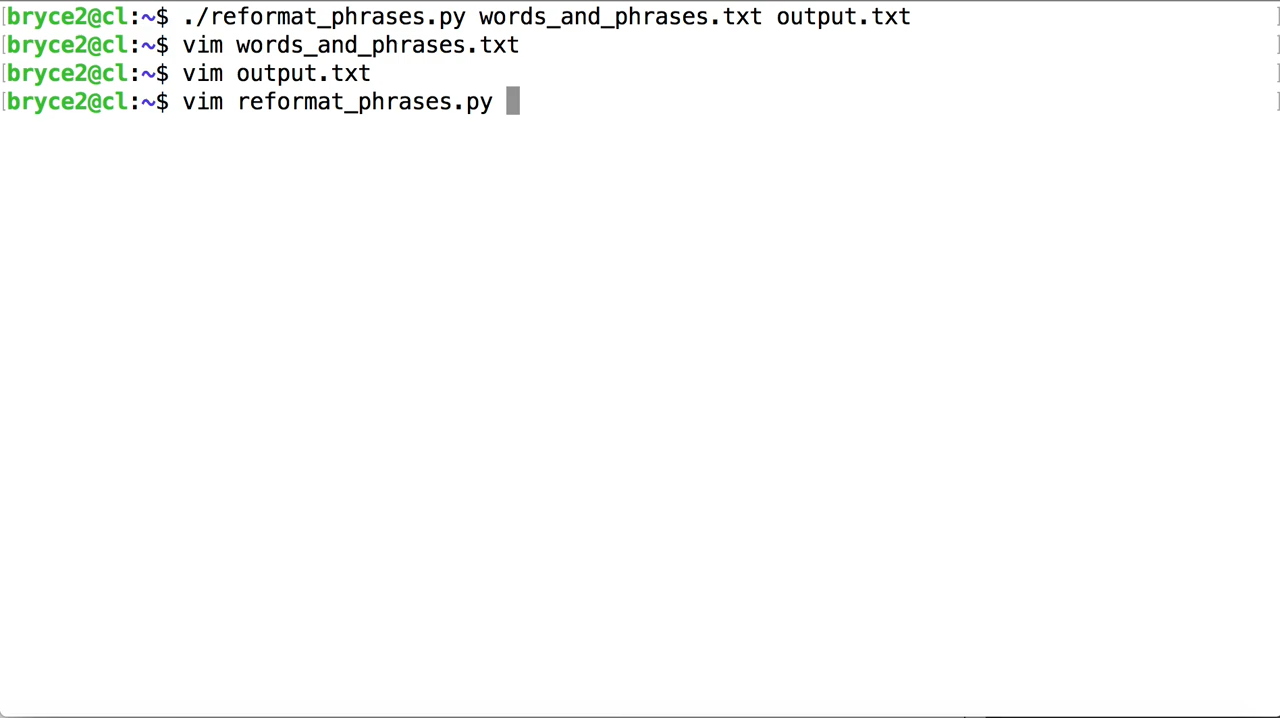 [bryce2@cl:~$ ./reformat_phrases.py words_and_phrases.txt output.txt ]
[bryce2@cl:~$ vim words_and_phrases.txt ]
[bryce2@cl:~$ vim output.txt ]
[bryce2@cl:~$ vim reformat_phrases.py ]